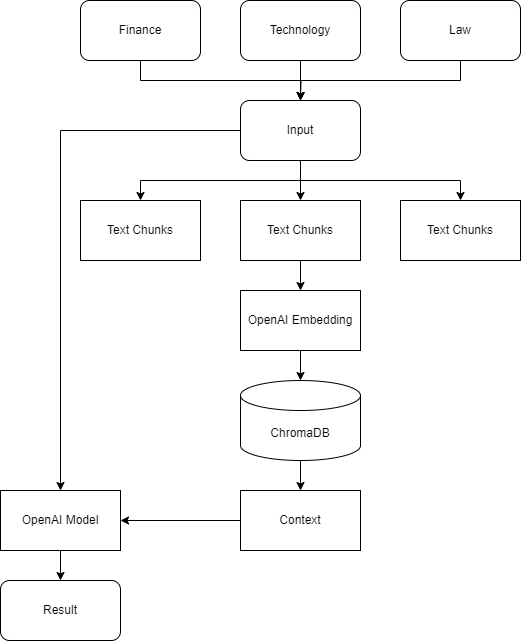 Finance
Technology
Law
Input
Text Chunks
Text Chunks
Text Chunks
OpenAI Embedding
ChromaDB
OpenAI Model
Context
Result